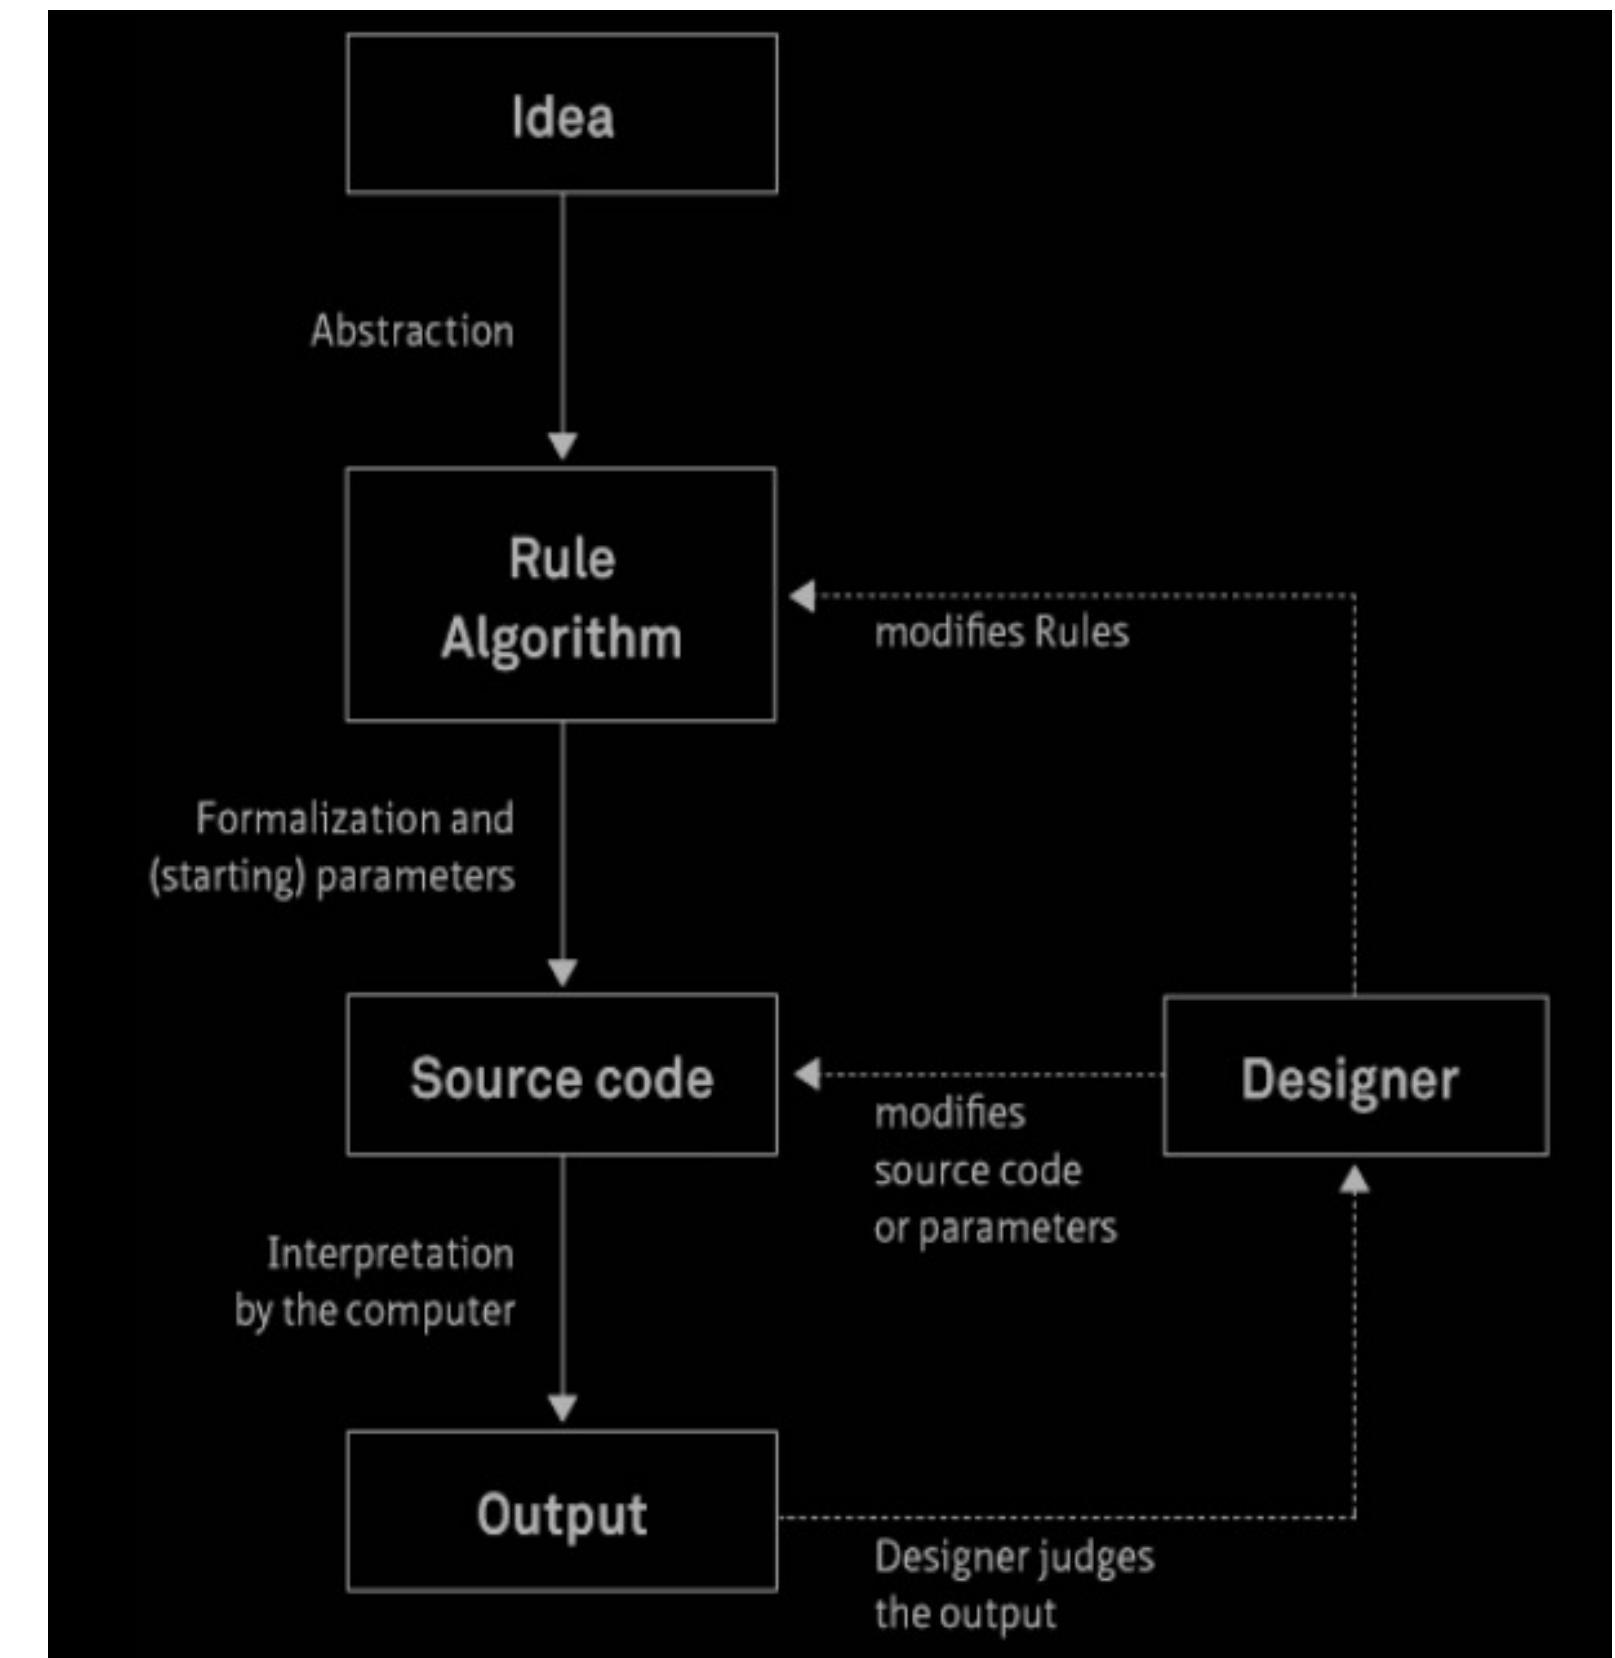 Idea
Abstraction
Rule
Algorithm
modifies Rules
Formalization and
(starting) parameters
Source code
Designer
modifies
source code
or parameters
Interpretation
by the computer
Output
Designer judges
the output